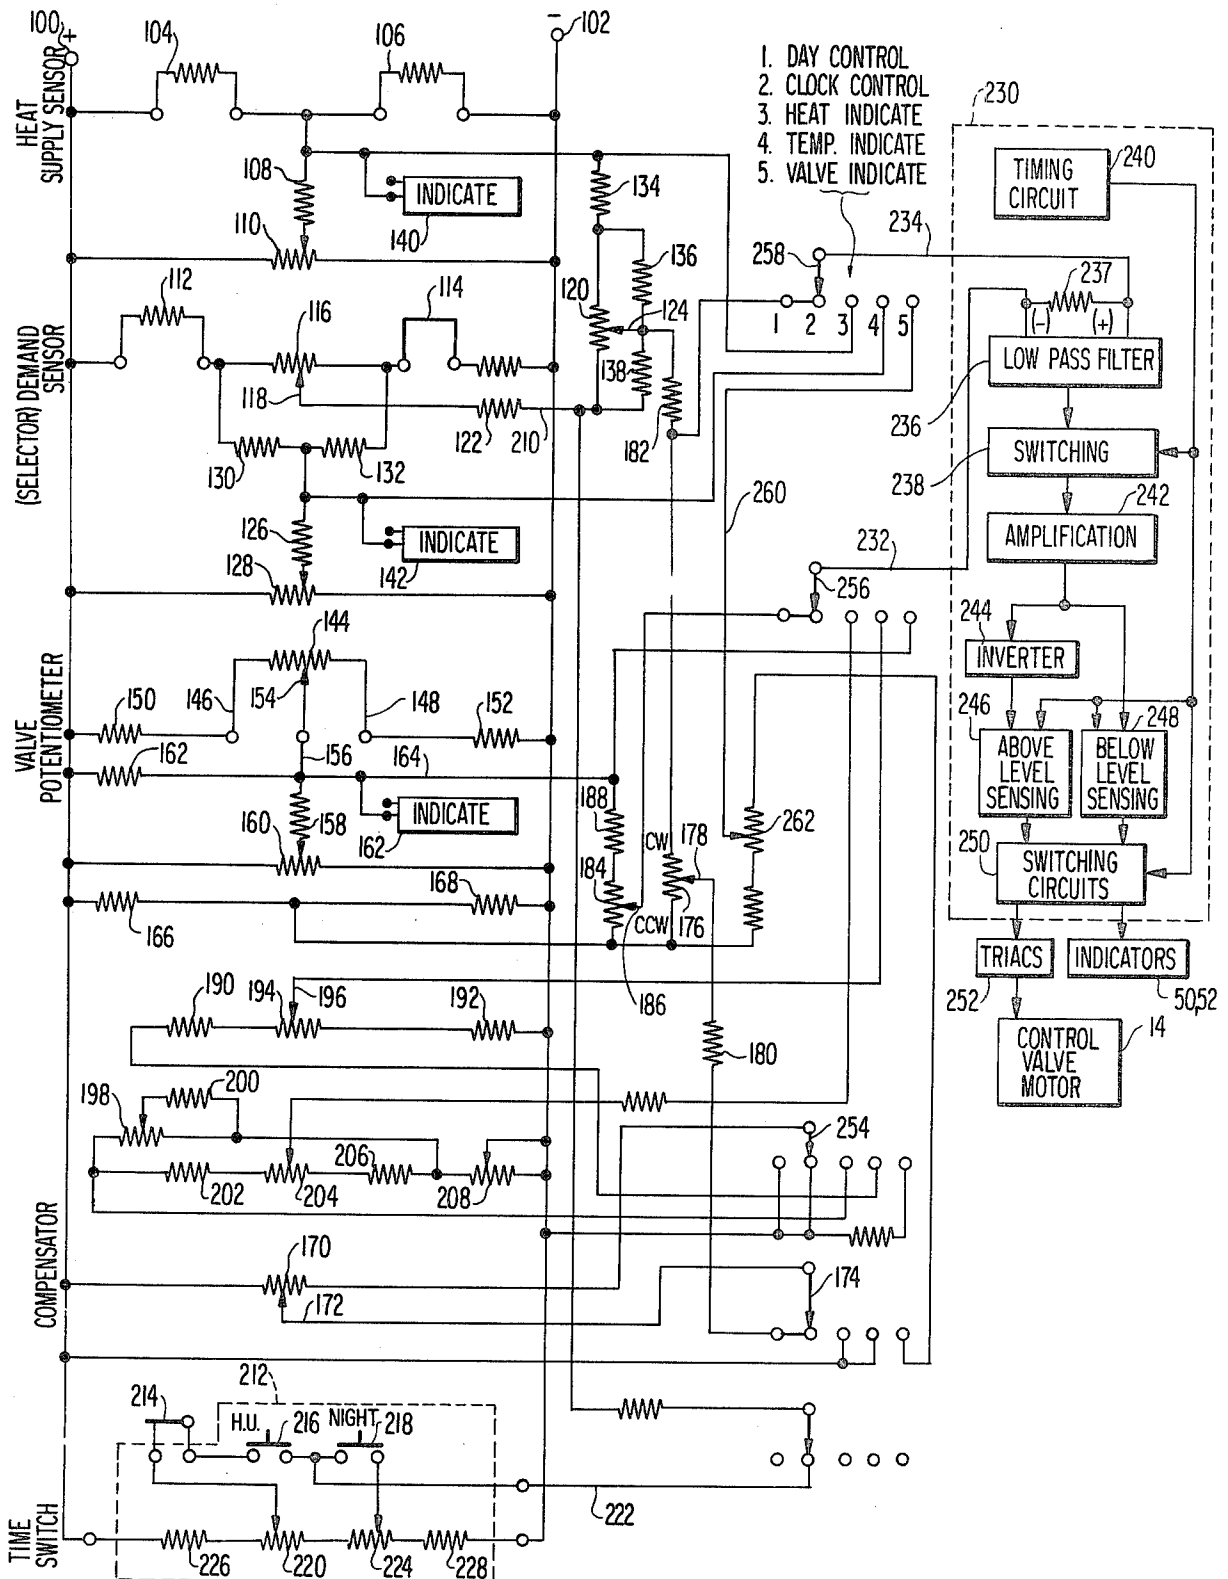 100
+
104
106
−
102
HEAT
SUPPLY SENSOR
1. DAY CONTROL
2. CLOCK CONTROL
3. HEAT INDICATE
4. TEMP. INDICATE
5. VALVE INDICATE
230
TIMING
CIRCUIT
240
108
INDICATE
140
134
110
234
136
258
237
112
116
114
120
124
1 2 3 4 5
(−) (+)
LOW PASS FILTER
236
(SELECTOR) DEMAND
SENSOR
118
122
210
138
182
130
132
SWITCHING
238
242
126
INDICATE
142
260
AMPLIFICATION
128
232
256
244
INVERTER
VALVE
POTENTIOMETER
144
146
154
148
150
152
156
162
164
246
248
ABOVE
LEVEL
SENSING
BELOW
LEVEL
SENSING
158
INDICATE
162
188
262
160
CW
178
184
250
SWITCHING
CIRCUITS
168
166
CCW
176
186
TRIACS
252
INDICATORS
50,52
190
194
196
192
180
CONTROL
VALVE
MOTOR
14
200
198
254
202
204
206
208
COMPENSATOR
170
172
174
212
214
H.U.
216
NIGHT
218
222
TIME
SWITCH
226
220
224
228